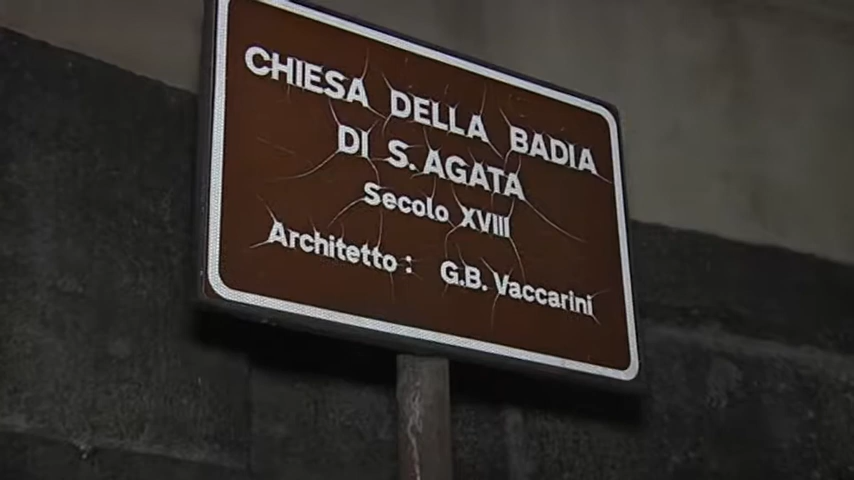 CHIESA DELLA BADIA
DI S. AGATA
Secolo XVIII
Architetto: G.B. Vaccarini